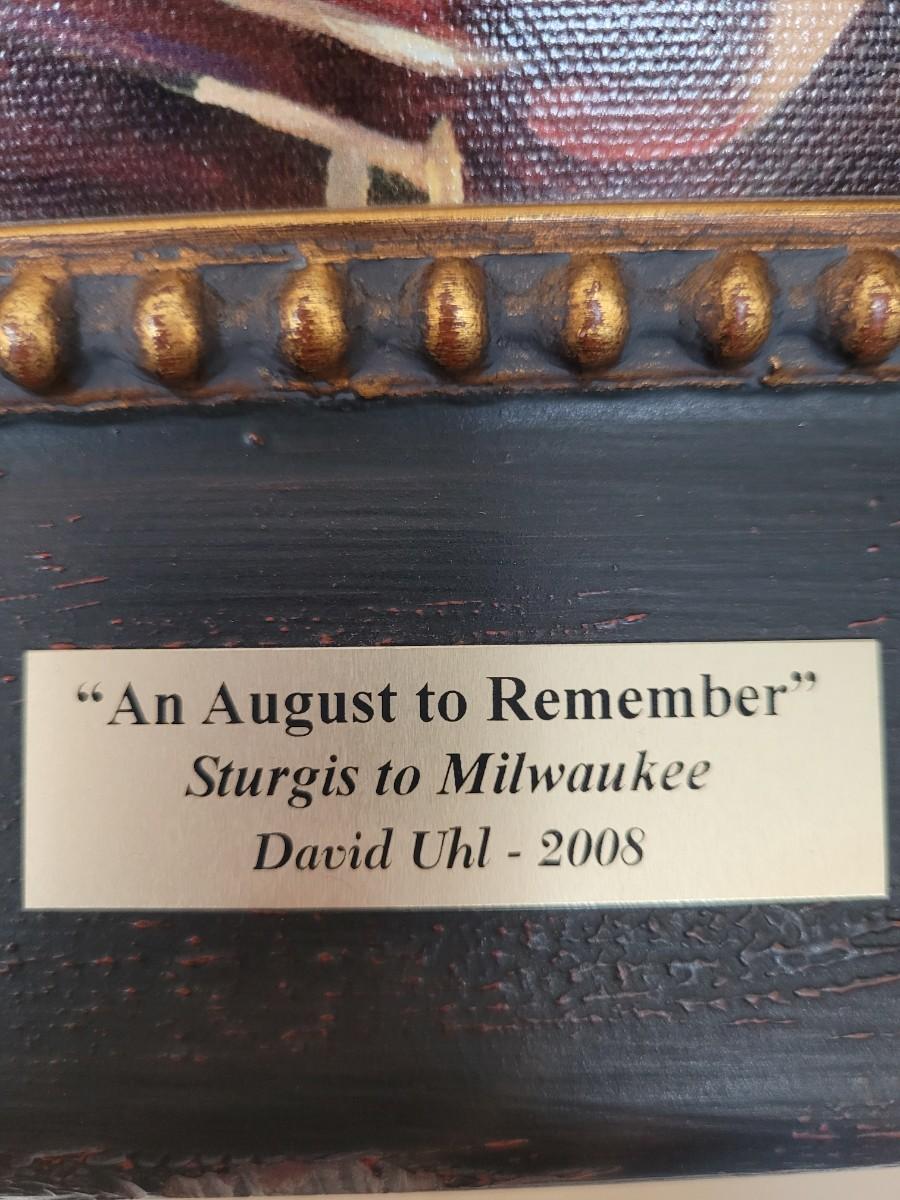 “An August to Remember”
Sturgis to Milwaukee
David Uhl - 2008